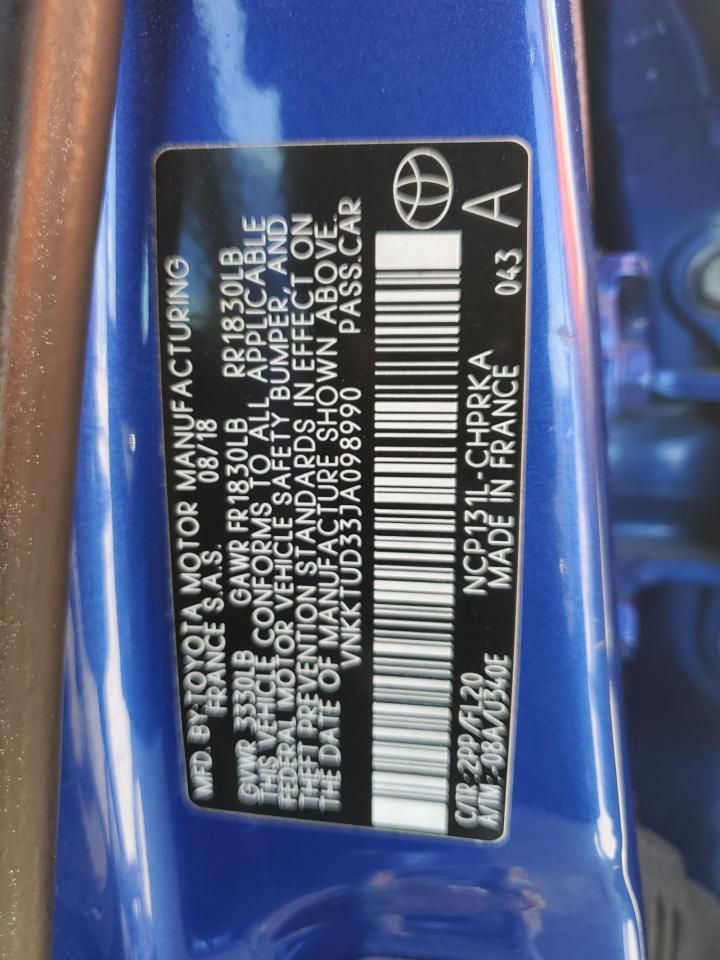 MFD. BY:TOYOTA MOTOR MANUFACTURING
FRANCE S.A.S. 08/18
GVWR 3330LB GAWR FR1830LB RR1830LB
THIS VEHICLE CONFORMS TO ALL APPLICABLE
FEDERAL MOTOR VEHICLE SAFETY BUMPER, AND
THEFT PREVENTION STANDARDS IN EFFECT ON
THE DATE OF MANUFACTURE SHOWN ABOVE.
VNKKTUD33JA098990 PASS.CAR
NCP131L-CHPRKA
C/TR:2PP/FL20 MADE IN FRANCE 043
A/TM:-08A/U340E
A